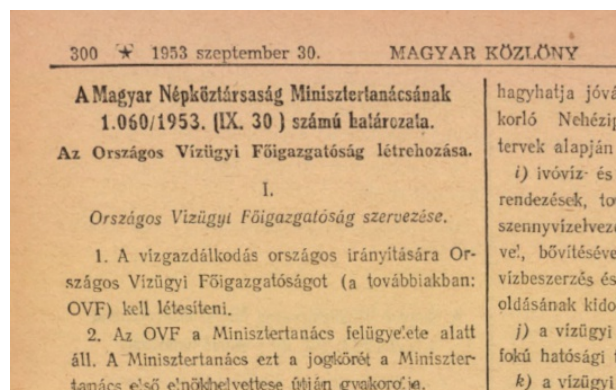 300 ★ 1953 szeptember 30. MAGYAR KÖZLÖNY
A Magyar Népköztársaság Minisztertanácsának
1.060/1953. (IX. 30 ) számú határozata.
Az Országos Vízügyi Főigazgatóság létrehozása.
I.
Országos Vízügyi Főigazgatóság szervezése.
1. A vízgazdálkodás országos irányítására Or-
szágos Vízügyi Főigazgatóságot (a továbbiakban:
OVF) kell létesíteni.
2. Az OVF a Minisztertanács felügyelete alatt
áll. A Minisztertanács ezt a jogkörét a Miniszter-
tanács első elnökhelyettese útján gyakorolja.
hagyhatja jóvá
korló Nehézip
tervek alapján
i) ivóvíz- és
rendezések, to
szennyvízelveze
vel, bővítéséve
vízbeszerzés és
oldásának kido
j) a vízügyi
fokú hatósági
k) a vízügy